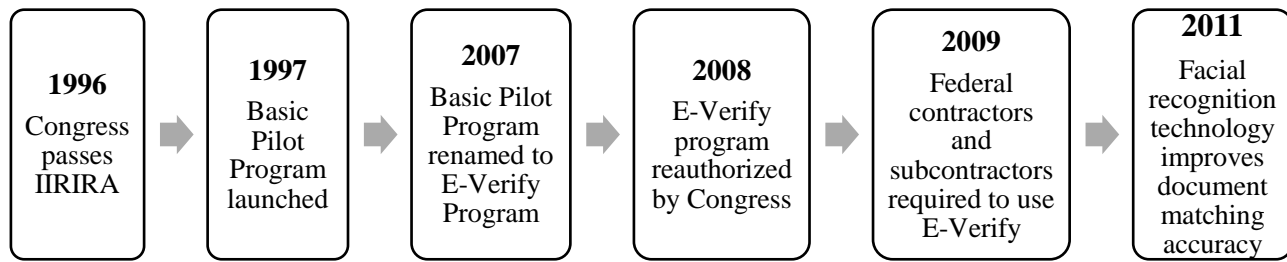 1996
Congress
passes
IIRIRA
1997
Basic
Pilot
Program
launched
2007
Basic Pilot
Program
renamed to
E-Verify
Program
2008
E-Verify
program
reauthorized
by Congress
2009
Federal
contractors
and
subcontractors
required to use
E-Verify
2011
Facial
recognition
technology
improves
document
matching
accuracy